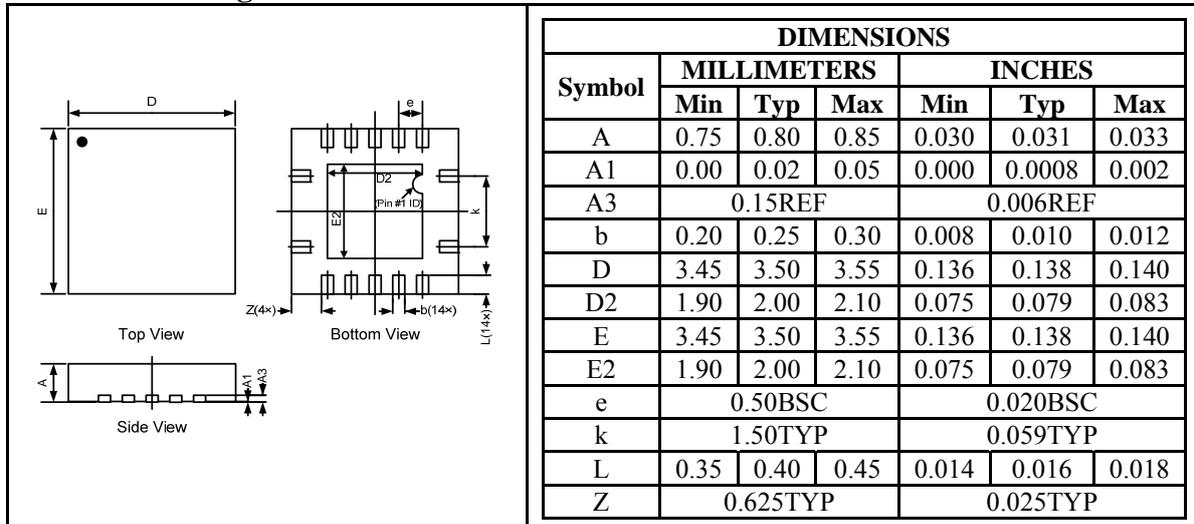 D
e
E
D2
(Pin #1 ID)
E2
k
Z(4×)
b(14×)
L(14×)
Top View
Bottom View
A
A1
A3
Side View
DIMENSIONS
Symbol MILLIMETERS INCHES
Min Typ Max Min Typ Max
A 0.75 0.80 0.85 0.030 0.031 0.033
A1 0.00 0.02 0.05 0.000 0.0008 0.002
A3 0.15REF 0.006REF
b 0.20 0.25 0.30 0.008 0.010 0.012
D 3.45 3.50 3.55 0.136 0.138 0.140
D2 1.90 2.00 2.10 0.075 0.079 0.083
E 3.45 3.50 3.55 0.136 0.138 0.140
E2 1.90 2.00 2.10 0.075 0.079 0.083
e 0.50BSC 0.020BSC
k 1.50TYP 0.059TYP
L 0.35 0.40 0.45 0.014 0.016 0.018
Z 0.625TYP 0.025TYP